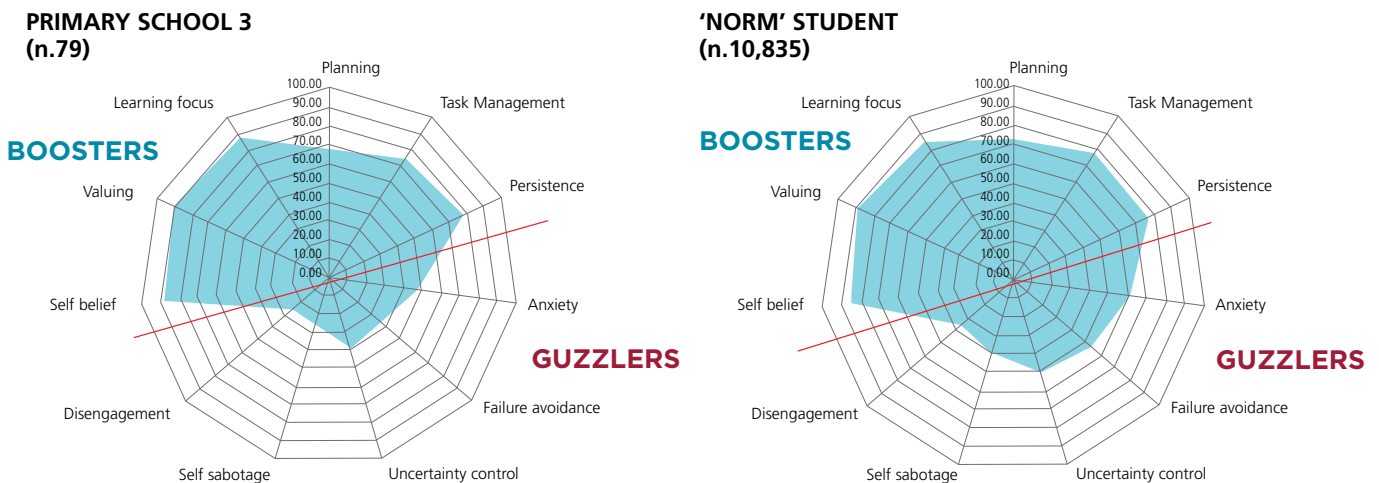 PRIMARY SCHOOL 3
(n.79)
Planning
Task Management
Persistence
Anxiety
Failure avoidance
Uncertainty control
Self sabotage
Disengagement
Self belief
Valuing
Learning focus
100.00
90.00
80.00
70.00
60.00
50.00
40.00
30.00
20.00
10.00
0.00
BOOSTERS
GUZZLERS
‘NORM’ STUDENT
(n.10,835)
Planning
Task Management
Persistence
Anxiety
Failure avoidance
Uncertainty control
Self sabotage
Disengagement
Self belief
Valuing
Learning focus
100.00
90.00
80.00
70.00
60.00
50.00
40.00
30.00
20.00
10.00
0.00
BOOSTERS
GUZZLERS